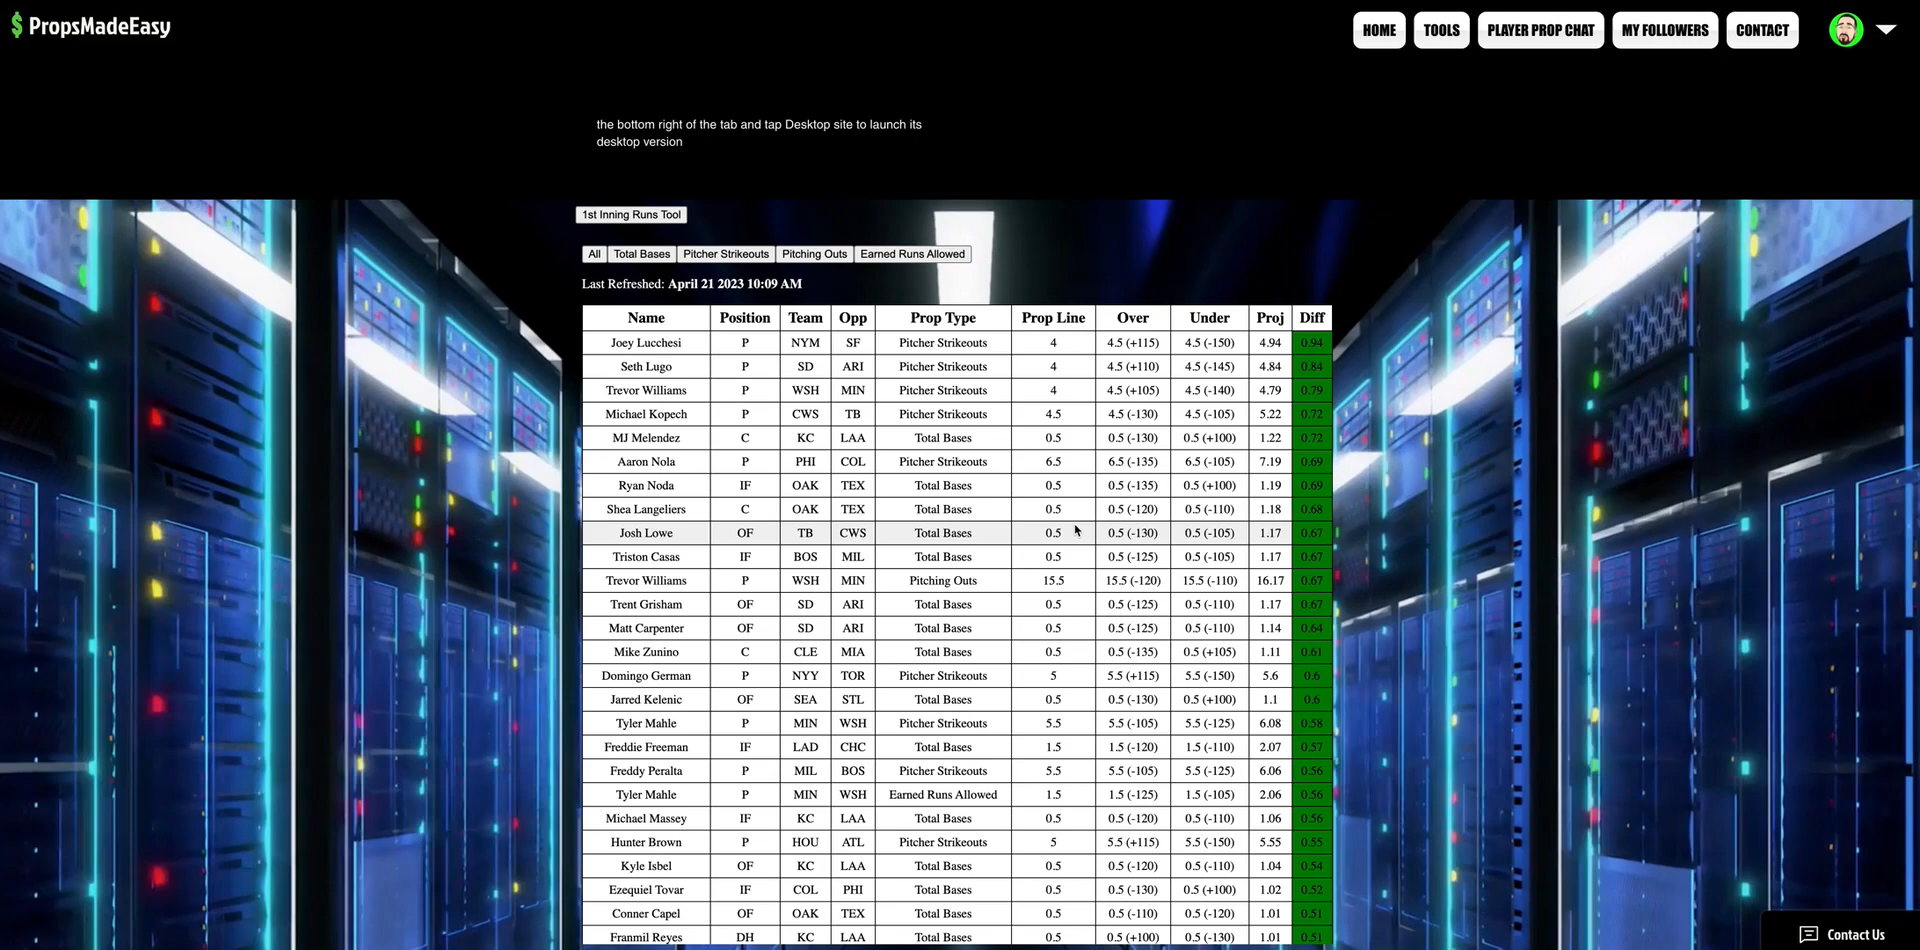 $ PropsMadeEasy
HOME TOOLS PLAYER PROP CHAT MY FOLLOWERS CONTACT
the bottom right of the tab and tap Desktop site to launch its
desktop version
1st Inning Runs Tool
All Total Bases Pitcher Strikeouts Pitching Outs Earned Runs Allowed
Last Refreshed: April 21 2023 10:09 AM
Name Position Team Opp Prop Type Prop Line Over Under Proj Diff
Joey Lucchesi P NYM SF Pitcher Strikeouts 4 4.5 (+115) 4.5 (-150) 4.94 0.94
Seth Lugo P SD ARI Pitcher Strikeouts 4 4.5 (+110) 4.5 (-145) 4.84 0.84
Trevor Williams P WSH MIN Pitcher Strikeouts 4 4.5 (+105) 4.5 (-140) 4.79 0.79
Michael Kopech P CWS TB Pitcher Strikeouts 4.5 4.5 (-130) 4.5 (-105) 5.22 0.72
MJ Melendez C KC LAA Total Bases 0.5 0.5 (-130) 0.5 (+100) 1.22 0.72
Aaron Nola P PHI COL Pitcher Strikeouts 6.5 6.5 (-135) 6.5 (-105) 7.19 0.69
Ryan Noda IF OAK TEX Total Bases 0.5 0.5 (-135) 0.5 (+100) 1.19 0.69
Shea Langeliers C OAK TEX Total Bases 0.5 0.5 (-120) 0.5 (-110) 1.18 0.68
Josh Lowe OF TB CWS Total Bases 0.5 0.5 (-130) 0.5 (-105) 1.17 0.67
Triston Casas IF BOS MIL Total Bases 0.5 0.5 (-125) 0.5 (-105) 1.17 0.67
Trevor Williams P WSH MIN Pitching Outs 15.5 15.5 (-120) 15.5 (-110) 16.17 0.67
Trent Grisham OF SD ARI Total Bases 0.5 0.5 (-125) 0.5 (-110) 1.17 0.67
Matt Carpenter OF SD ARI Total Bases 0.5 0.5 (-125) 0.5 (-110) 1.14 0.64
Mike Zunino C CLE MIA Total Bases 0.5 0.5 (-135) 0.5 (+105) 1.11 0.61
Domingo German P NYY TOR Pitcher Strikeouts 5 5.5 (+115) 5.5 (-150) 5.6 0.6
Jarred Kelenic OF SEA STL Total Bases 0.5 0.5 (-130) 0.5 (+100) 1.1 0.6
Tyler Mahle P MIN WSH Pitcher Strikeouts 5.5 5.5 (-105) 5.5 (-125) 6.08 0.58
Freddie Freeman IF LAD CHC Total Bases 1.5 1.5 (-120) 1.5 (-110) 2.07 0.57
Freddy Peralta P MIL BOS Pitcher Strikeouts 5.5 5.5 (-105) 5.5 (-125) 6.06 0.56
Tyler Mahle P MIN WSH Earned Runs Allowed 1.5 1.5 (-125) 1.5 (-105) 2.06 0.56
Michael Massey IF KC LAA Total Bases 0.5 0.5 (-120) 0.5 (-110) 1.06 0.56
Hunter Brown P HOU ATL Pitcher Strikeouts 5 5.5 (+115) 5.5 (-150) 5.55 0.55
Kyle Isbel OF KC LAA Total Bases 0.5 0.5 (-120) 0.5 (-110) 1.04 0.54
Ezequiel Tovar IF COL PHI Total Bases 0.5 0.5 (-130) 0.5 (+100) 1.02 0.52
Conner Capel OF OAK TEX Total Bases 0.5 0.5 (-110) 0.5 (-120) 1.01 0.51
Franmil Reyes DH KC LAA Total Bases 0.5 0.5 (+100) 0.5 (-130) 1.01 0.51
Contact Us